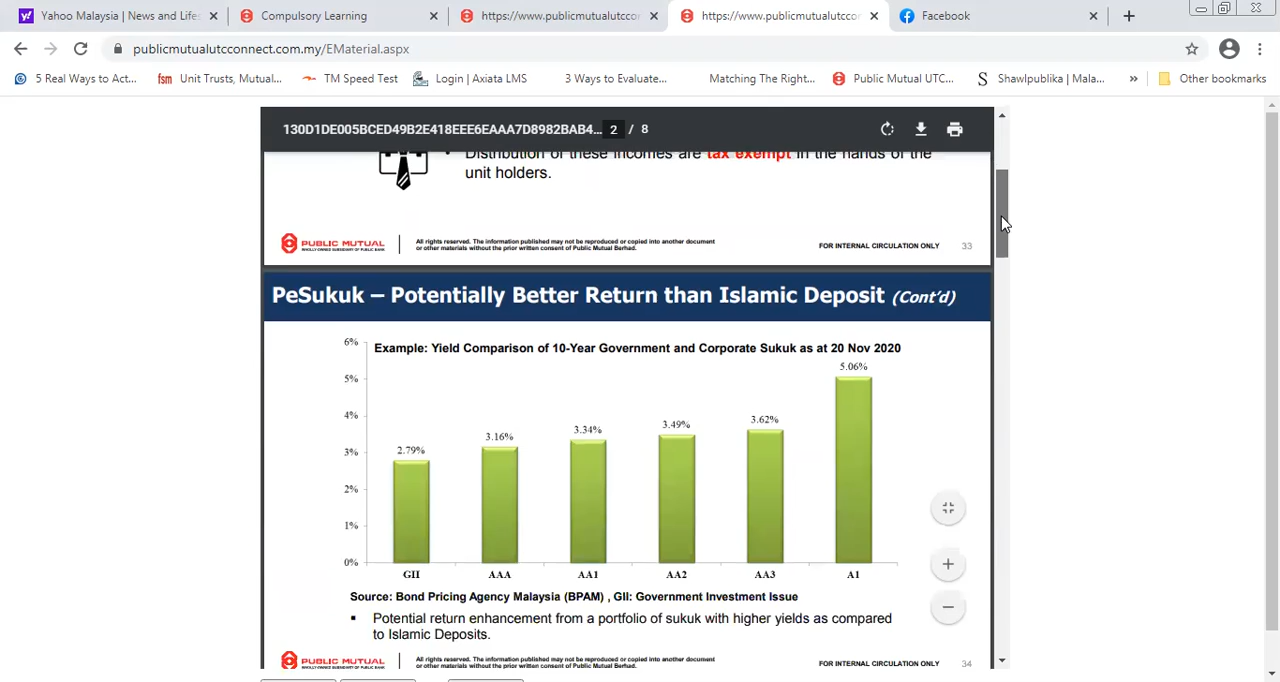 Yahoo Malaysia | News and Lifes
Compulsory Learning
https://www.publicmutualutcco
https://www.publicmutualutcco
Facebook
publicmutualutcconnect.com.my/EMaterial.aspx
5 Real Ways to Act...
fsm Unit Trusts, Mutual...
TM Speed Test
Login | Axiata LMS
3 Ways to Evaluate...
Matching The Right...
Public Mutual UTC...
S Shawlpublika | Mala...
»
Other bookmarks
130D1DE005BCED49B2E418EEE6EAAA7D8982BAB4... 2 / 8
• Distribution of these incomes are tax exempt in the hands of the
unit holders.
PUBLIC MUTUAL
WHOLLY-OWNED SUBSIDIARY OF PUBLIC BANK
All rights reserved. The information published may not be reproduced or copied into another document
or other materials without the prior written consent of Public Mutual Berhad.
FOR INTERNAL CIRCULATION ONLY 33
PeSukuk – Potentially Better Return than Islamic Deposit (Cont'd)
Example: Yield Comparison of 10-Year Government and Corporate Sukuk as at 20 Nov 2020
6%
5%
4%
3%
2%
1%
0%
2.79%
3.16%
3.34%
3.49%
3.62%
5.06%
GII
AAA
AA1
AA2
AA3
A1
Source: Bond Pricing Agency Malaysia (BPAM) , GII: Government Investment Issue
▪ Potential return enhancement from a portfolio of sukuk with higher yields as compared
to Islamic Deposits.
PUBLIC MUTUAL
All rights reserved. The information published may not be reproduced or copied into another document
or other materials without the prior written consent of Public Mutual Berhad.
FOR INTERNAL CIRCULATION ONLY 34